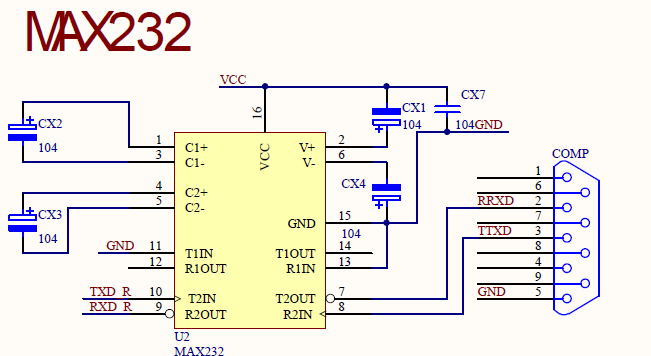 MAX232
VCC
CX7
CX1
104
104GND
CX2
104
16
VCC
1 C1+ V+ 2
3 C1- V- 6
CX4
4 C2+
5 C2-
CX3
104
GND 15
104
GND 11 T1IN T1OUT 14
12 R1OUT R1IN 13
TXD R 10 T2IN T2OUT 7
RXD R 9 R2OUT R2IN 8
U2
MAX232
COMP
1
6
RRXD 2
7
TTXD 3
8
4
9
GND 5